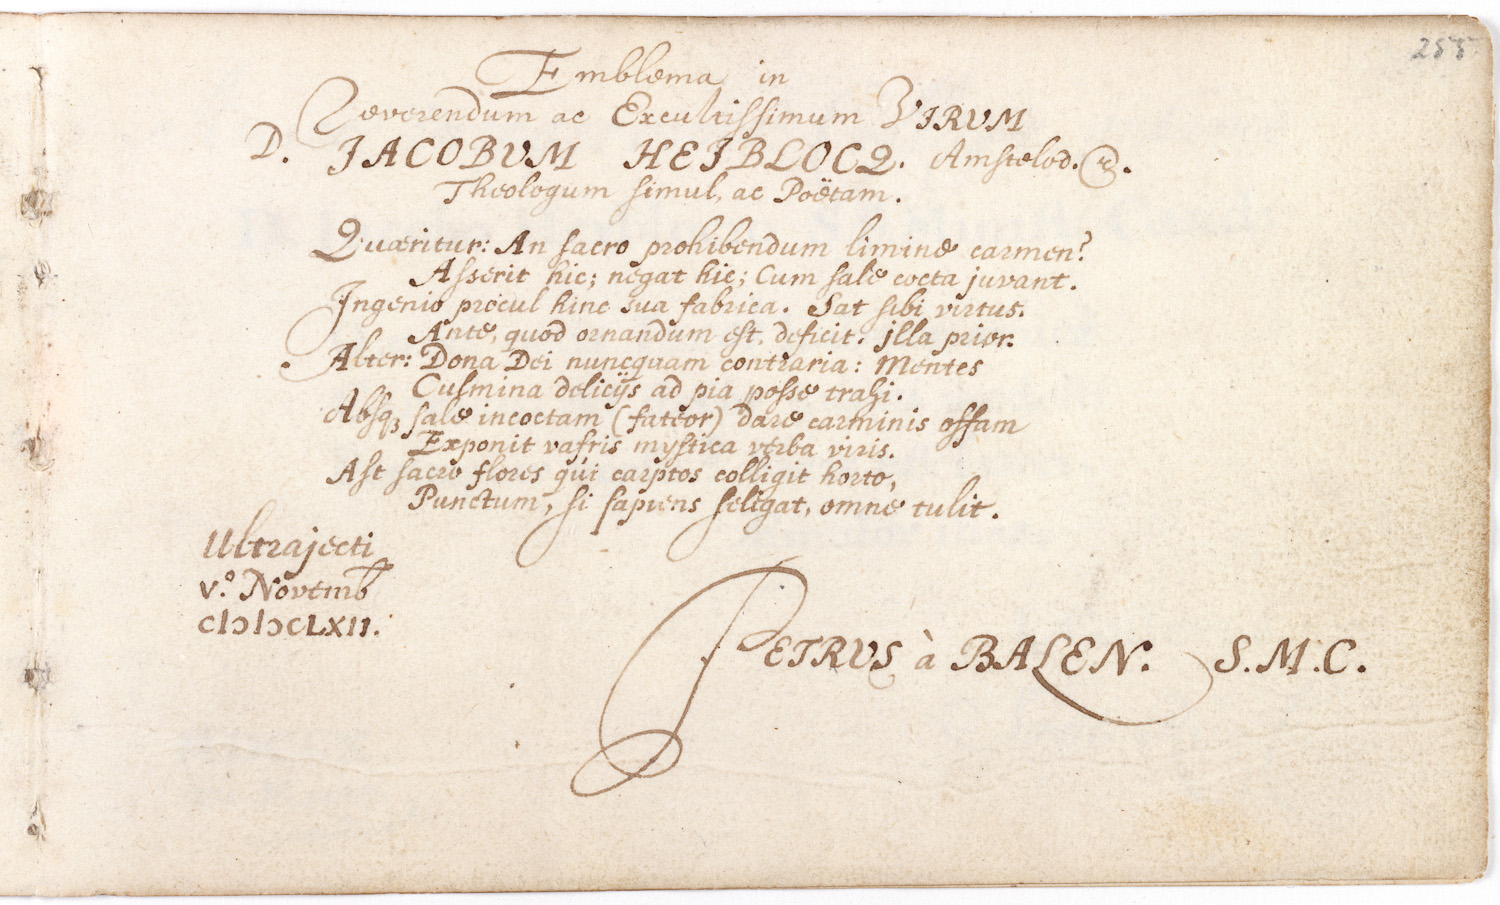 255
Emblema in
Reverendum ac Excultissimum VIRUM
D. JACOBUM HEIBLOCQ. Amstelod. &.
Theologum simul, ac Poëtam.
Quæritur: An sacro prohibendum limine carmen?
Asserit hic; negat hic; Cum sale cocta juvant.
Ingenio procul hinc sua fabrica. Sat sibi virtus.
Ante, quod ornandum est, deficit. illa prior.
Alter: Dona Dei nuncquam contraria: Mentes
Culmina delicijs ad pia posse trahi.
Absq; sale incoctam (fateor) dare carminis offam
Exponit vafris mystica verba viris.
Ast sacro flores qui carptos colligit horto,
Punctum, si sapiens seligat, omne tulit.
Ultrajecti
V.º Novemb
CIↃIↃCLXII.
PETRUS à BALEN. S.M.C.